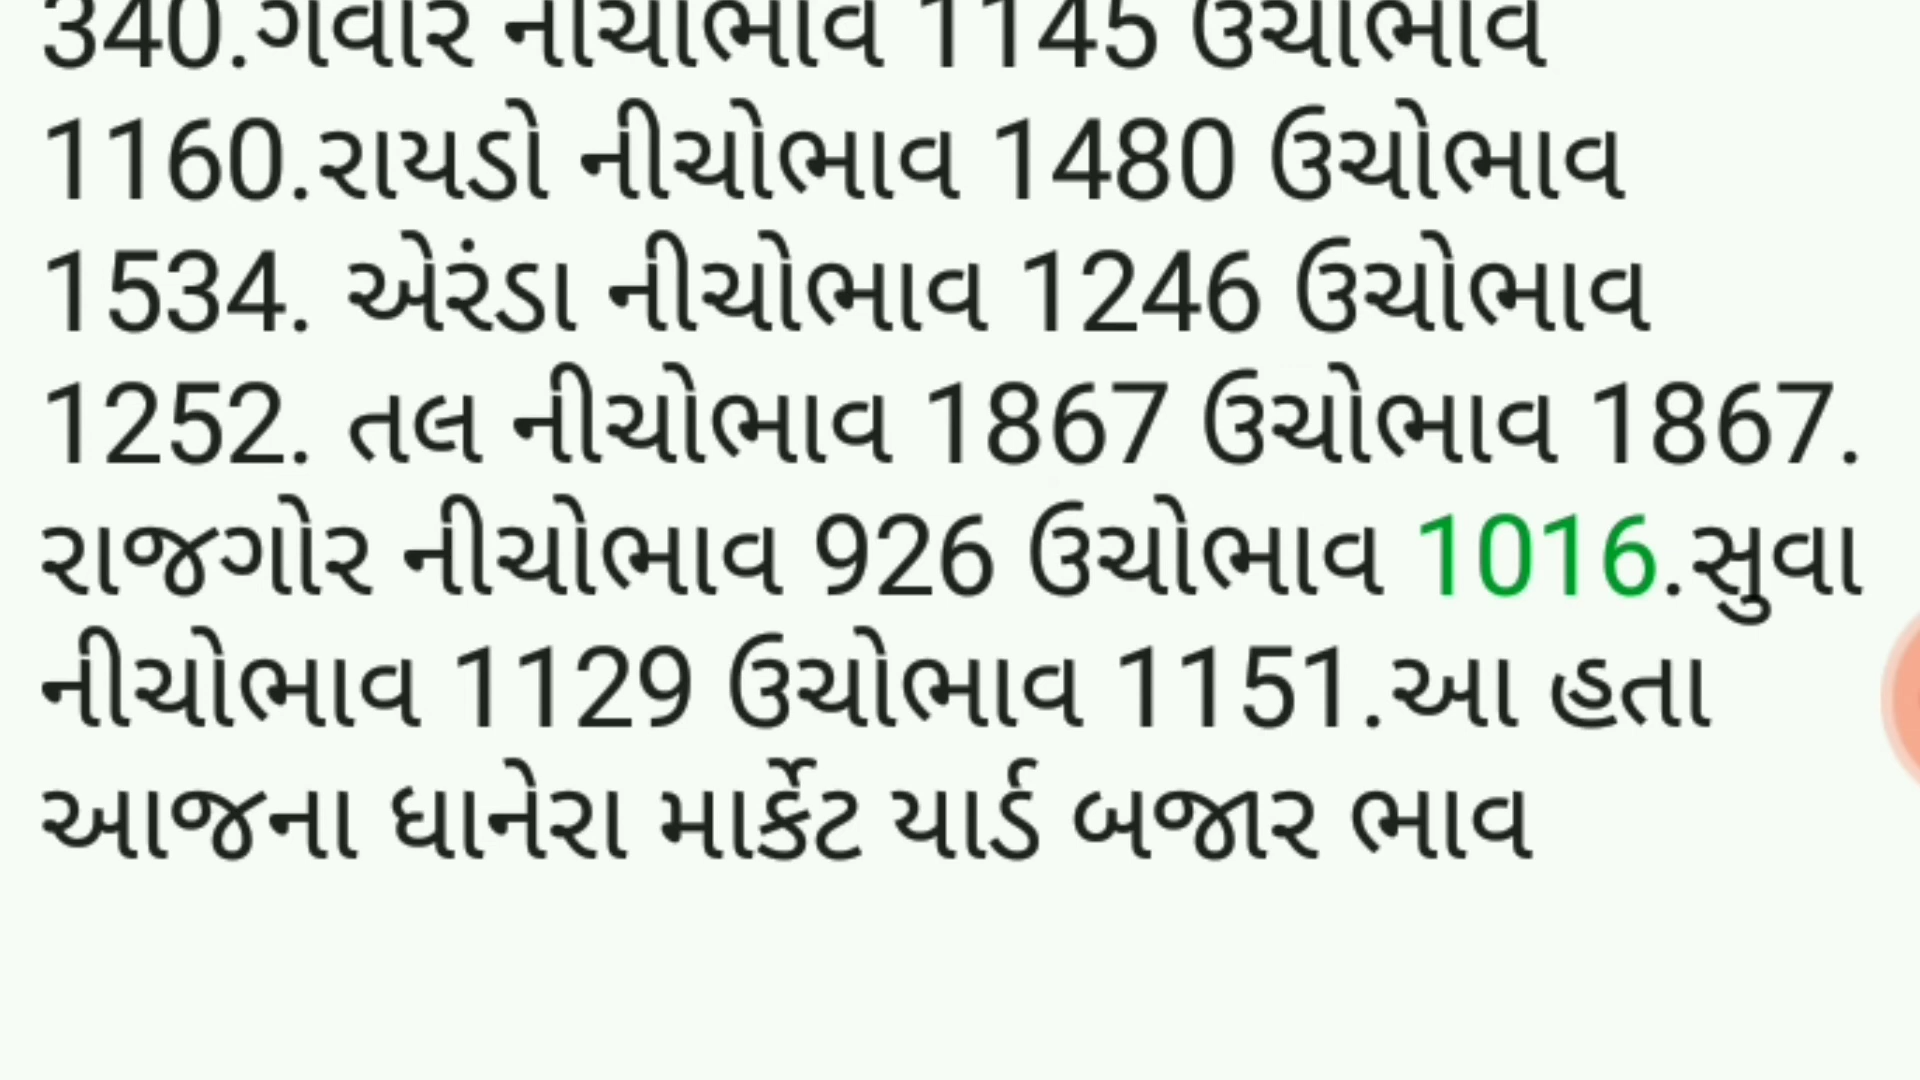 340.ગવાર નીચોભાવ 1145 ઉચોભાવ
1160.રાયડો નીચોભાવ 1480 ઉચોભાવ
1534. એરંડા નીચોભાવ 1246 ઉચોભાવ
1252. તલ નીચોભાવ 1867 ઉચોભાવ 1867.
રાજગોર નીચોભાવ 926 ઉચોભાવ 1016.સુવા
નીચોભાવ 1129 ઉચોભાવ 1151.આ હતા
આજના ધાનેરા માર્કેટ યાર્ડ બજાર ભાવ